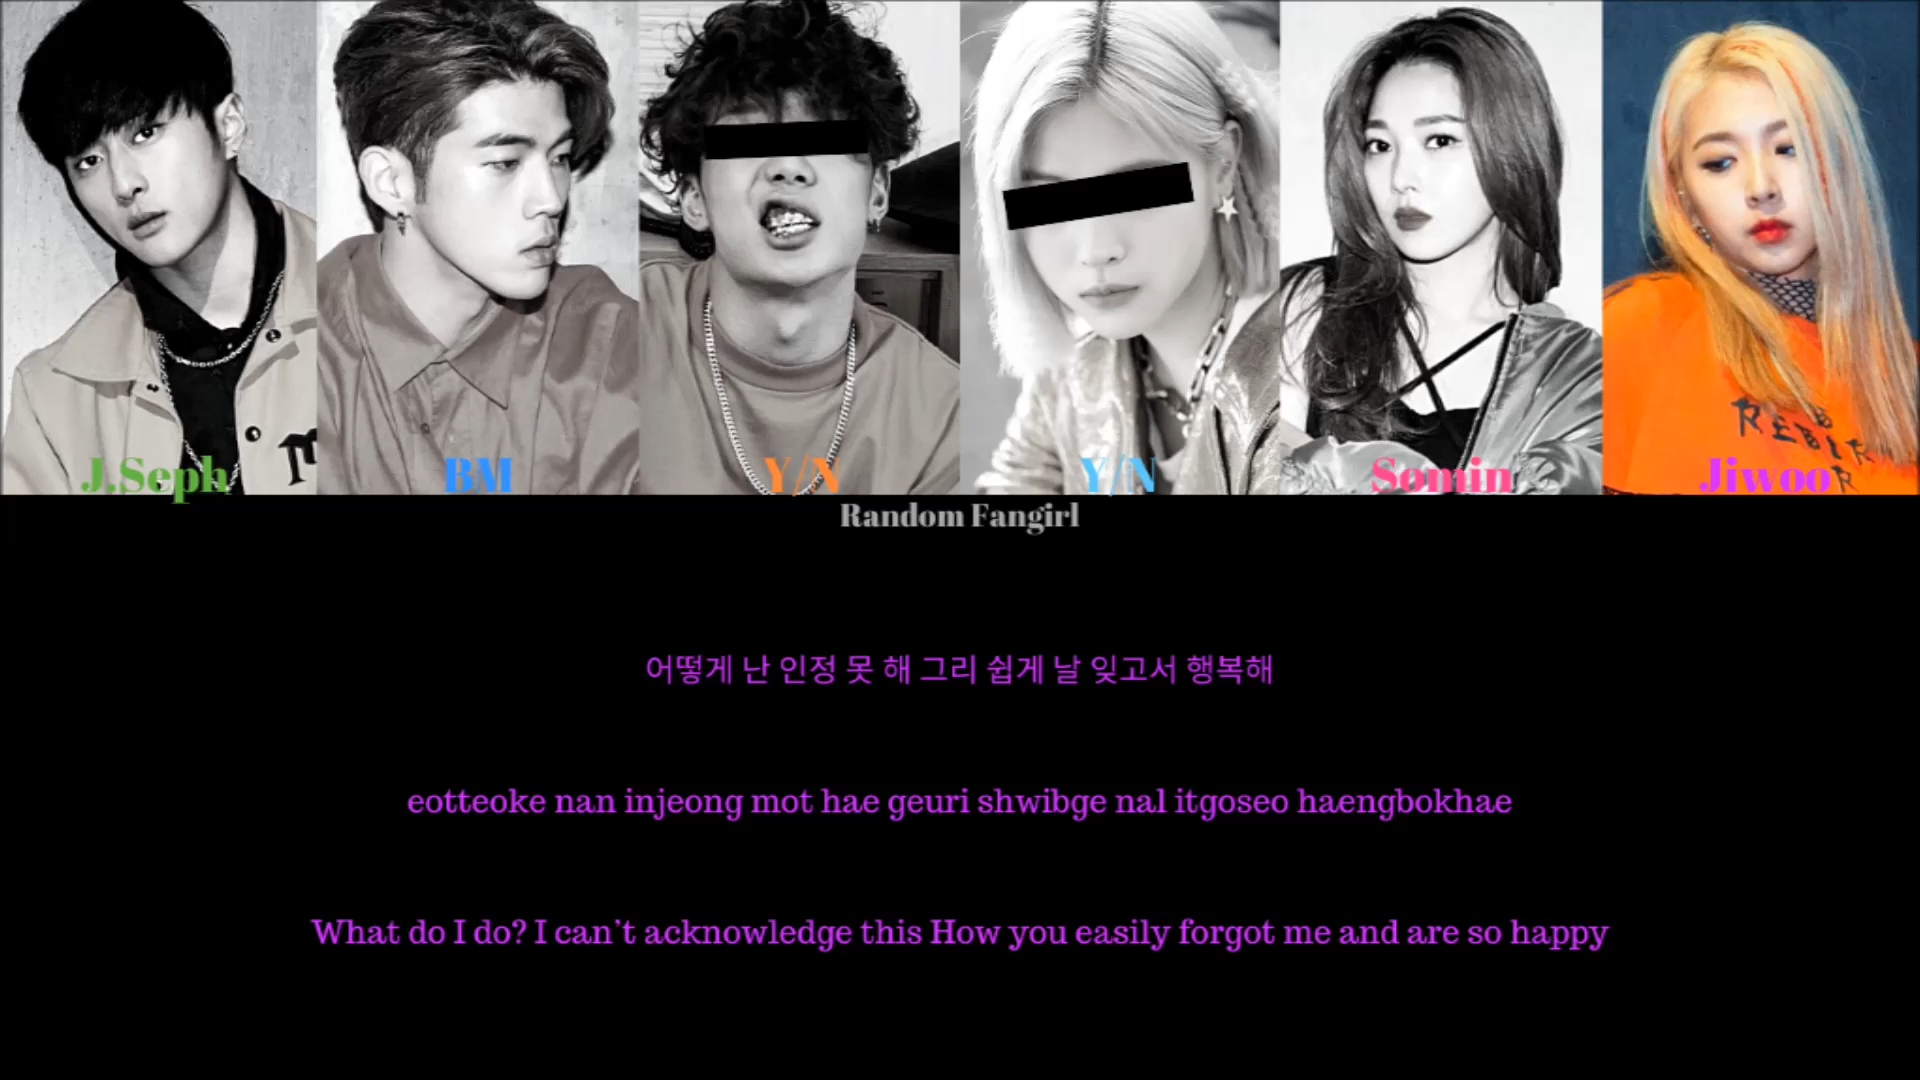 J.Seph
BM
Y/N
Y/N
Somin
Jiwoo
Random Fangirl
어떻게 난 인정 못 해 그리 쉽게 날 잊고서 행복해
eotteoke nan injeong mot hae geuri shwibge nal itgoseo haengbokhae
What do I do? I can't acknowledge this How you easily forgot me and are so happy